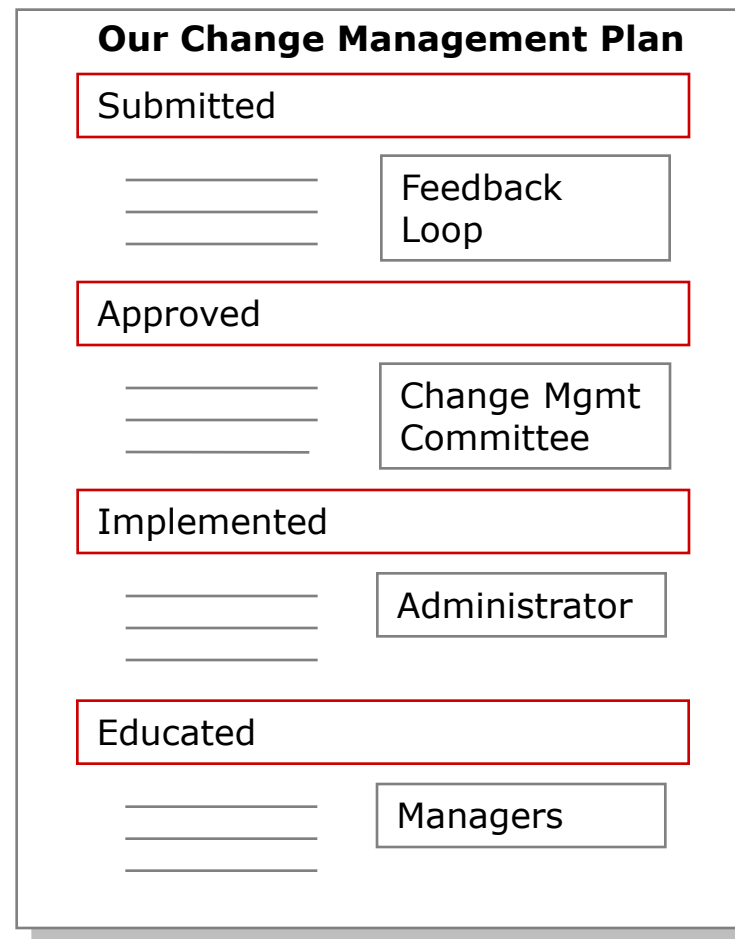 Our Change Management Plan
Submitted
Feedback
Loop
Approved
Change Mgmt
Committee
Implemented
Administrator
Educated
Managers